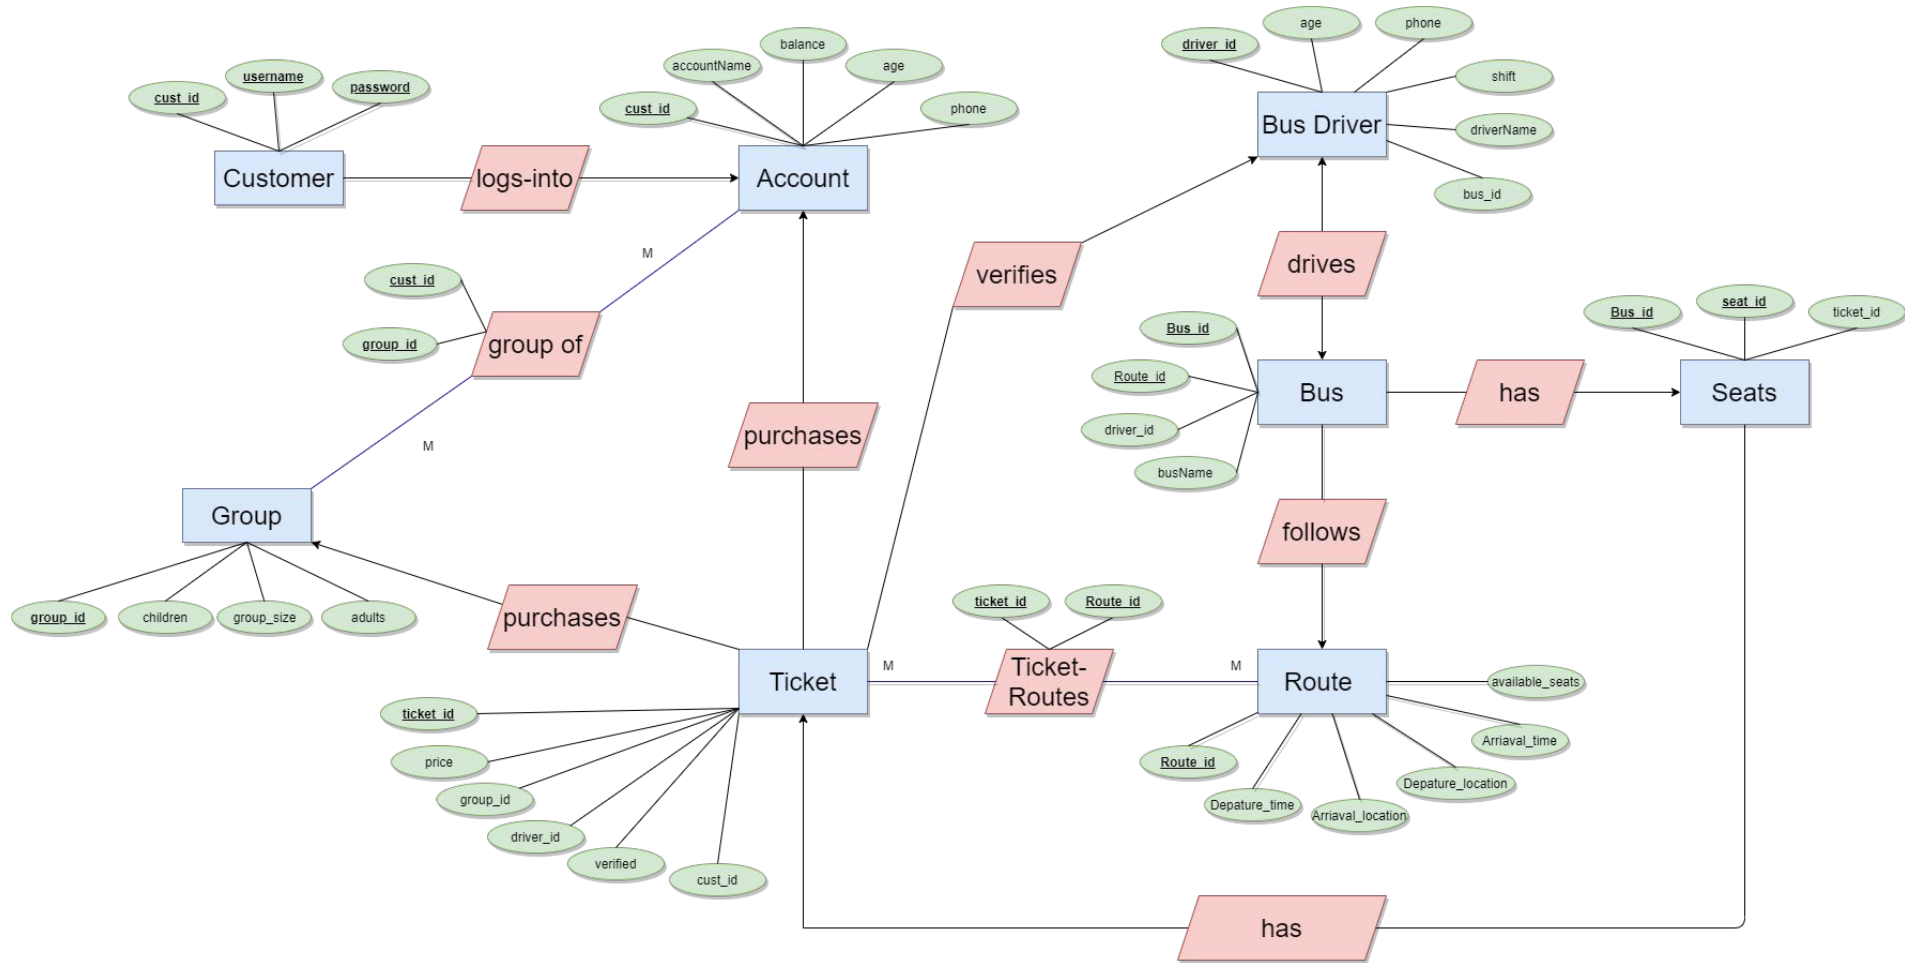 balance
age
phone
driver_id
accountName
age
username
password
cust_id
cust_id
phone
shift
driverName
bus_id
Bus Driver
Customer
logs-into
Account
M
cust_id
group_id
group of
M
verifies
drives
Bus_id
Route_id
driver_id
busName
Bus
has
Bus_id
seat_id
ticket_id
Seats
purchases
follows
Group
group_id
children
group_size
adults
purchases
ticket_id
Route_id
Ticket
M
Ticket-
Routes
M
Route
available_seats
Arriaval_time
Depature_location
Arriaval_location
Depature_time
Route_id
ticket_id
price
group_id
driver_id
verified
cust_id
has